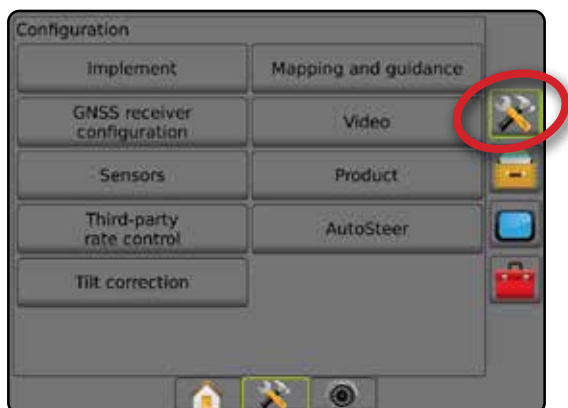 Configuration
Implement
Mapping and guidance
GNSS receiver
configuration
Video
Sensors
Product
Third-party
rate control
AutoSteer
Tilt correction